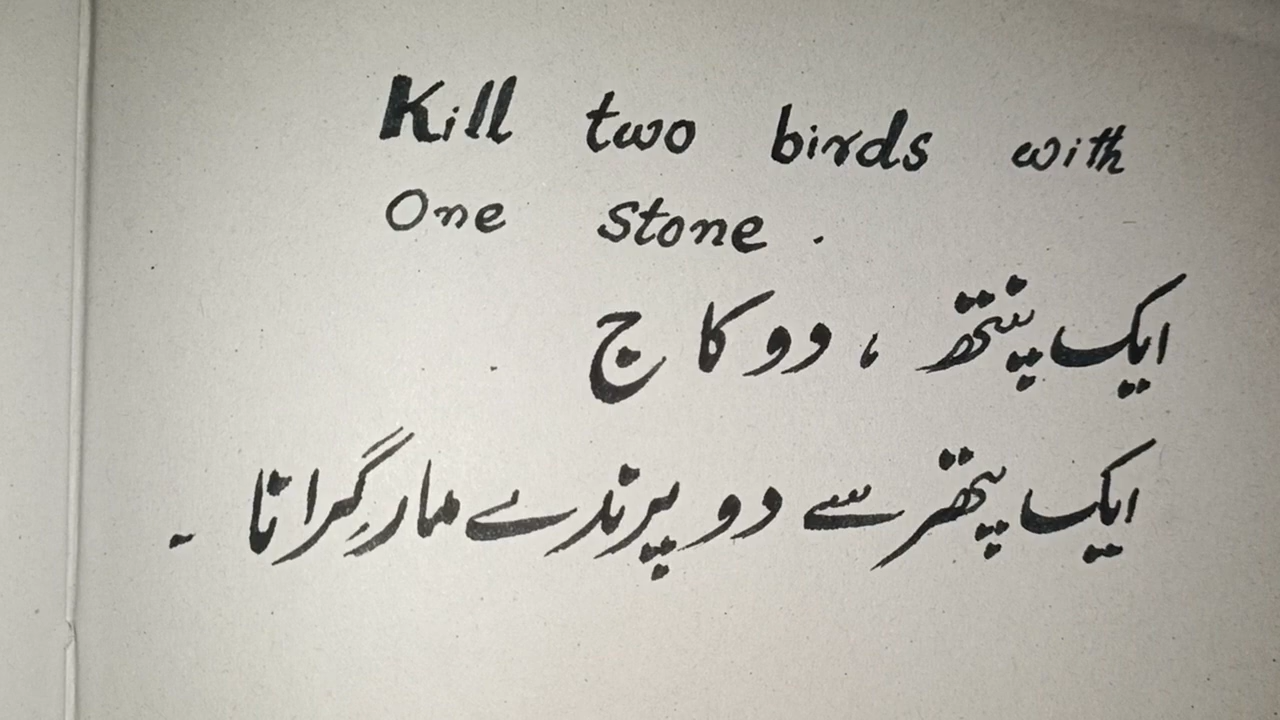 Kill two birds with
One stone.
ایک پنتھ ، دو کاج
ایک پتھر سے دو پرندے مار گرانا ۔